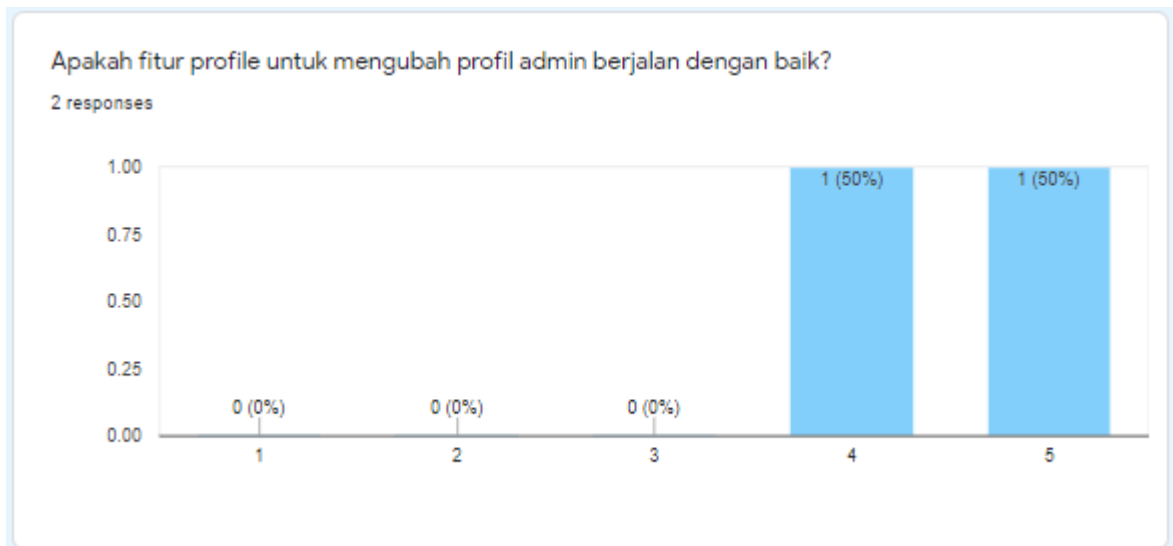 Apakah fitur profile untuk mengubah profil admin berjalan dengan baik?
2 responses
1.00
1 (50%) 1 (50%)
0.75
0.50
0.25
0 (0%) 0 (0%) 0 (0%)
0.00
1 2 3 4 5